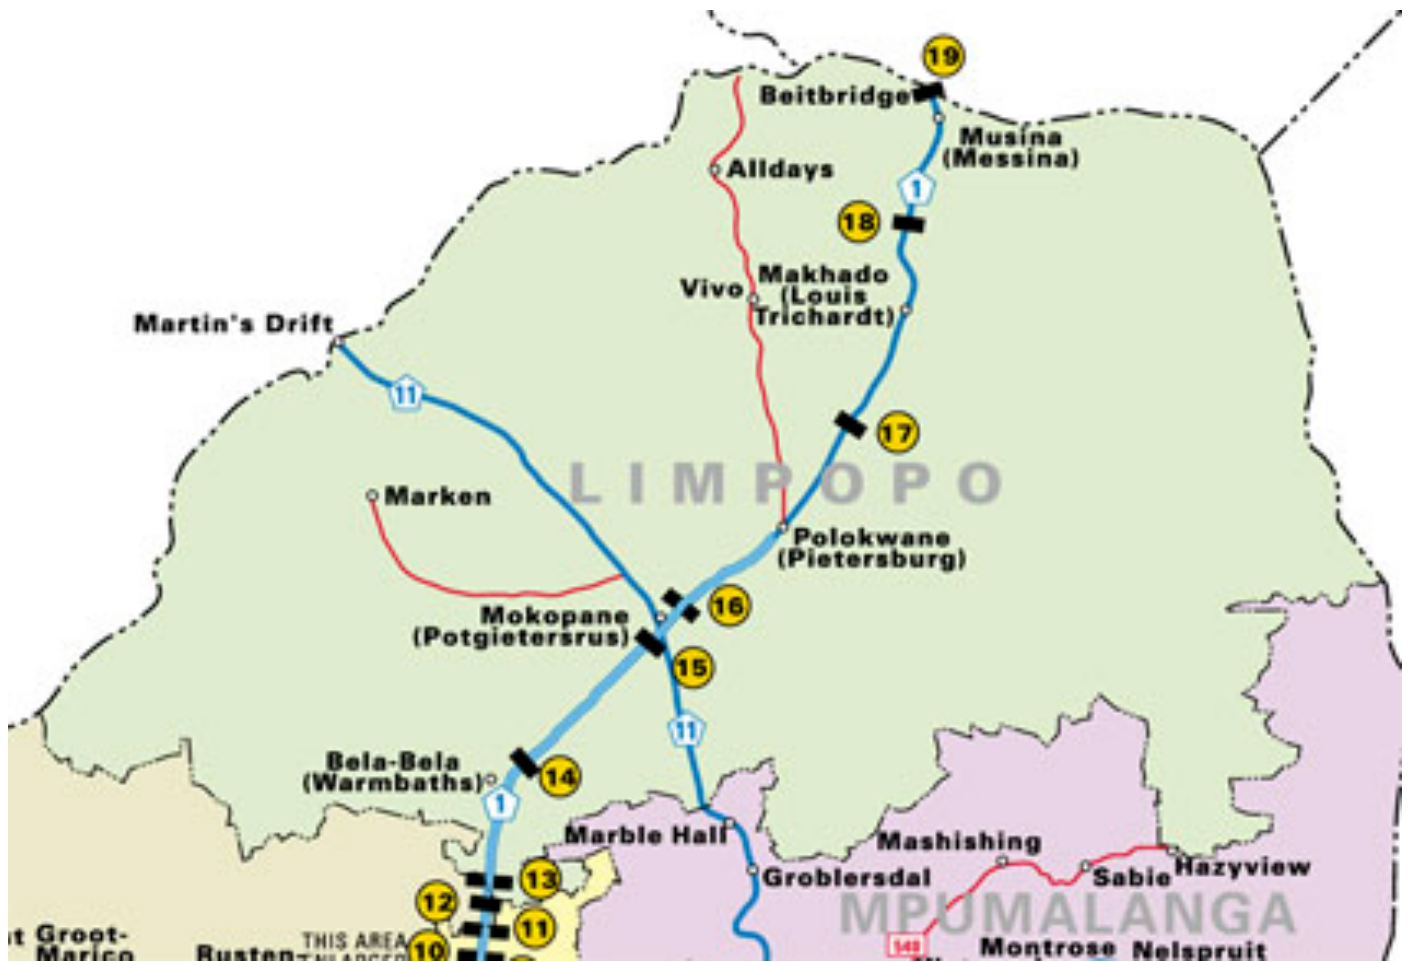 19
Beitbridge
Musina
(Messina)
Alldays
1
18
Vivo
Makhado
(Louis
Trichardt)
Martin's Drift
11
17
LIMPOPO
Marken
Polokwane
(Pietersburg)
16
Mokopane
(Potgietersrus)
15
11
Bela-Bela
(Warmbaths)
14
1
Marble Hall
Mashishing
Hazyview
Sabie
Groblersdal
13
12
MPUMALANGA
11
10
Groot-
Marico
THIS AREA
Montrose
Nelspruit